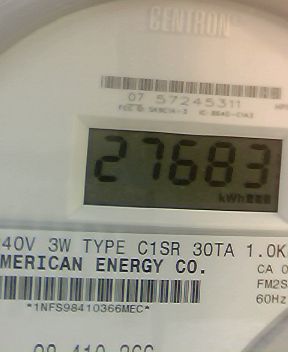 CENTRON
07 57245311
27683
kWh
40V 3W TYPE C1SR 30TA 1.0K
MERICAN ENERGY CO.
CA 0
FM2S
*1NFS98410366MEC*
60Hz